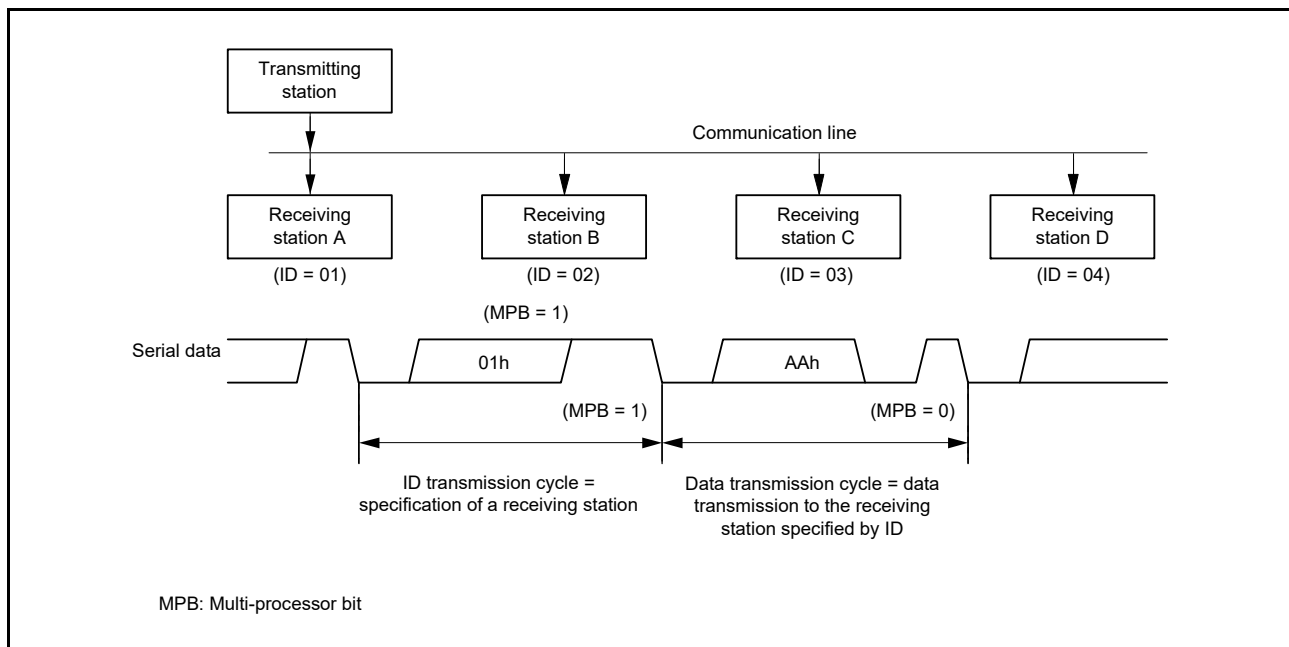 Transmitting
station
Communication line
Receiving
station A
Receiving
station B
Receiving
station C
Receiving
station D
(ID = 01)
(ID = 02)
(ID = 03)
(ID = 04)
(MPB = 1)
Serial data
01h
AAh
(MPB = 1)
(MPB = 0)
ID transmission cycle =
specification of a receiving station
Data transmission cycle = data
transmission to the receiving
station specified by ID
MPB: Multi-processor bit